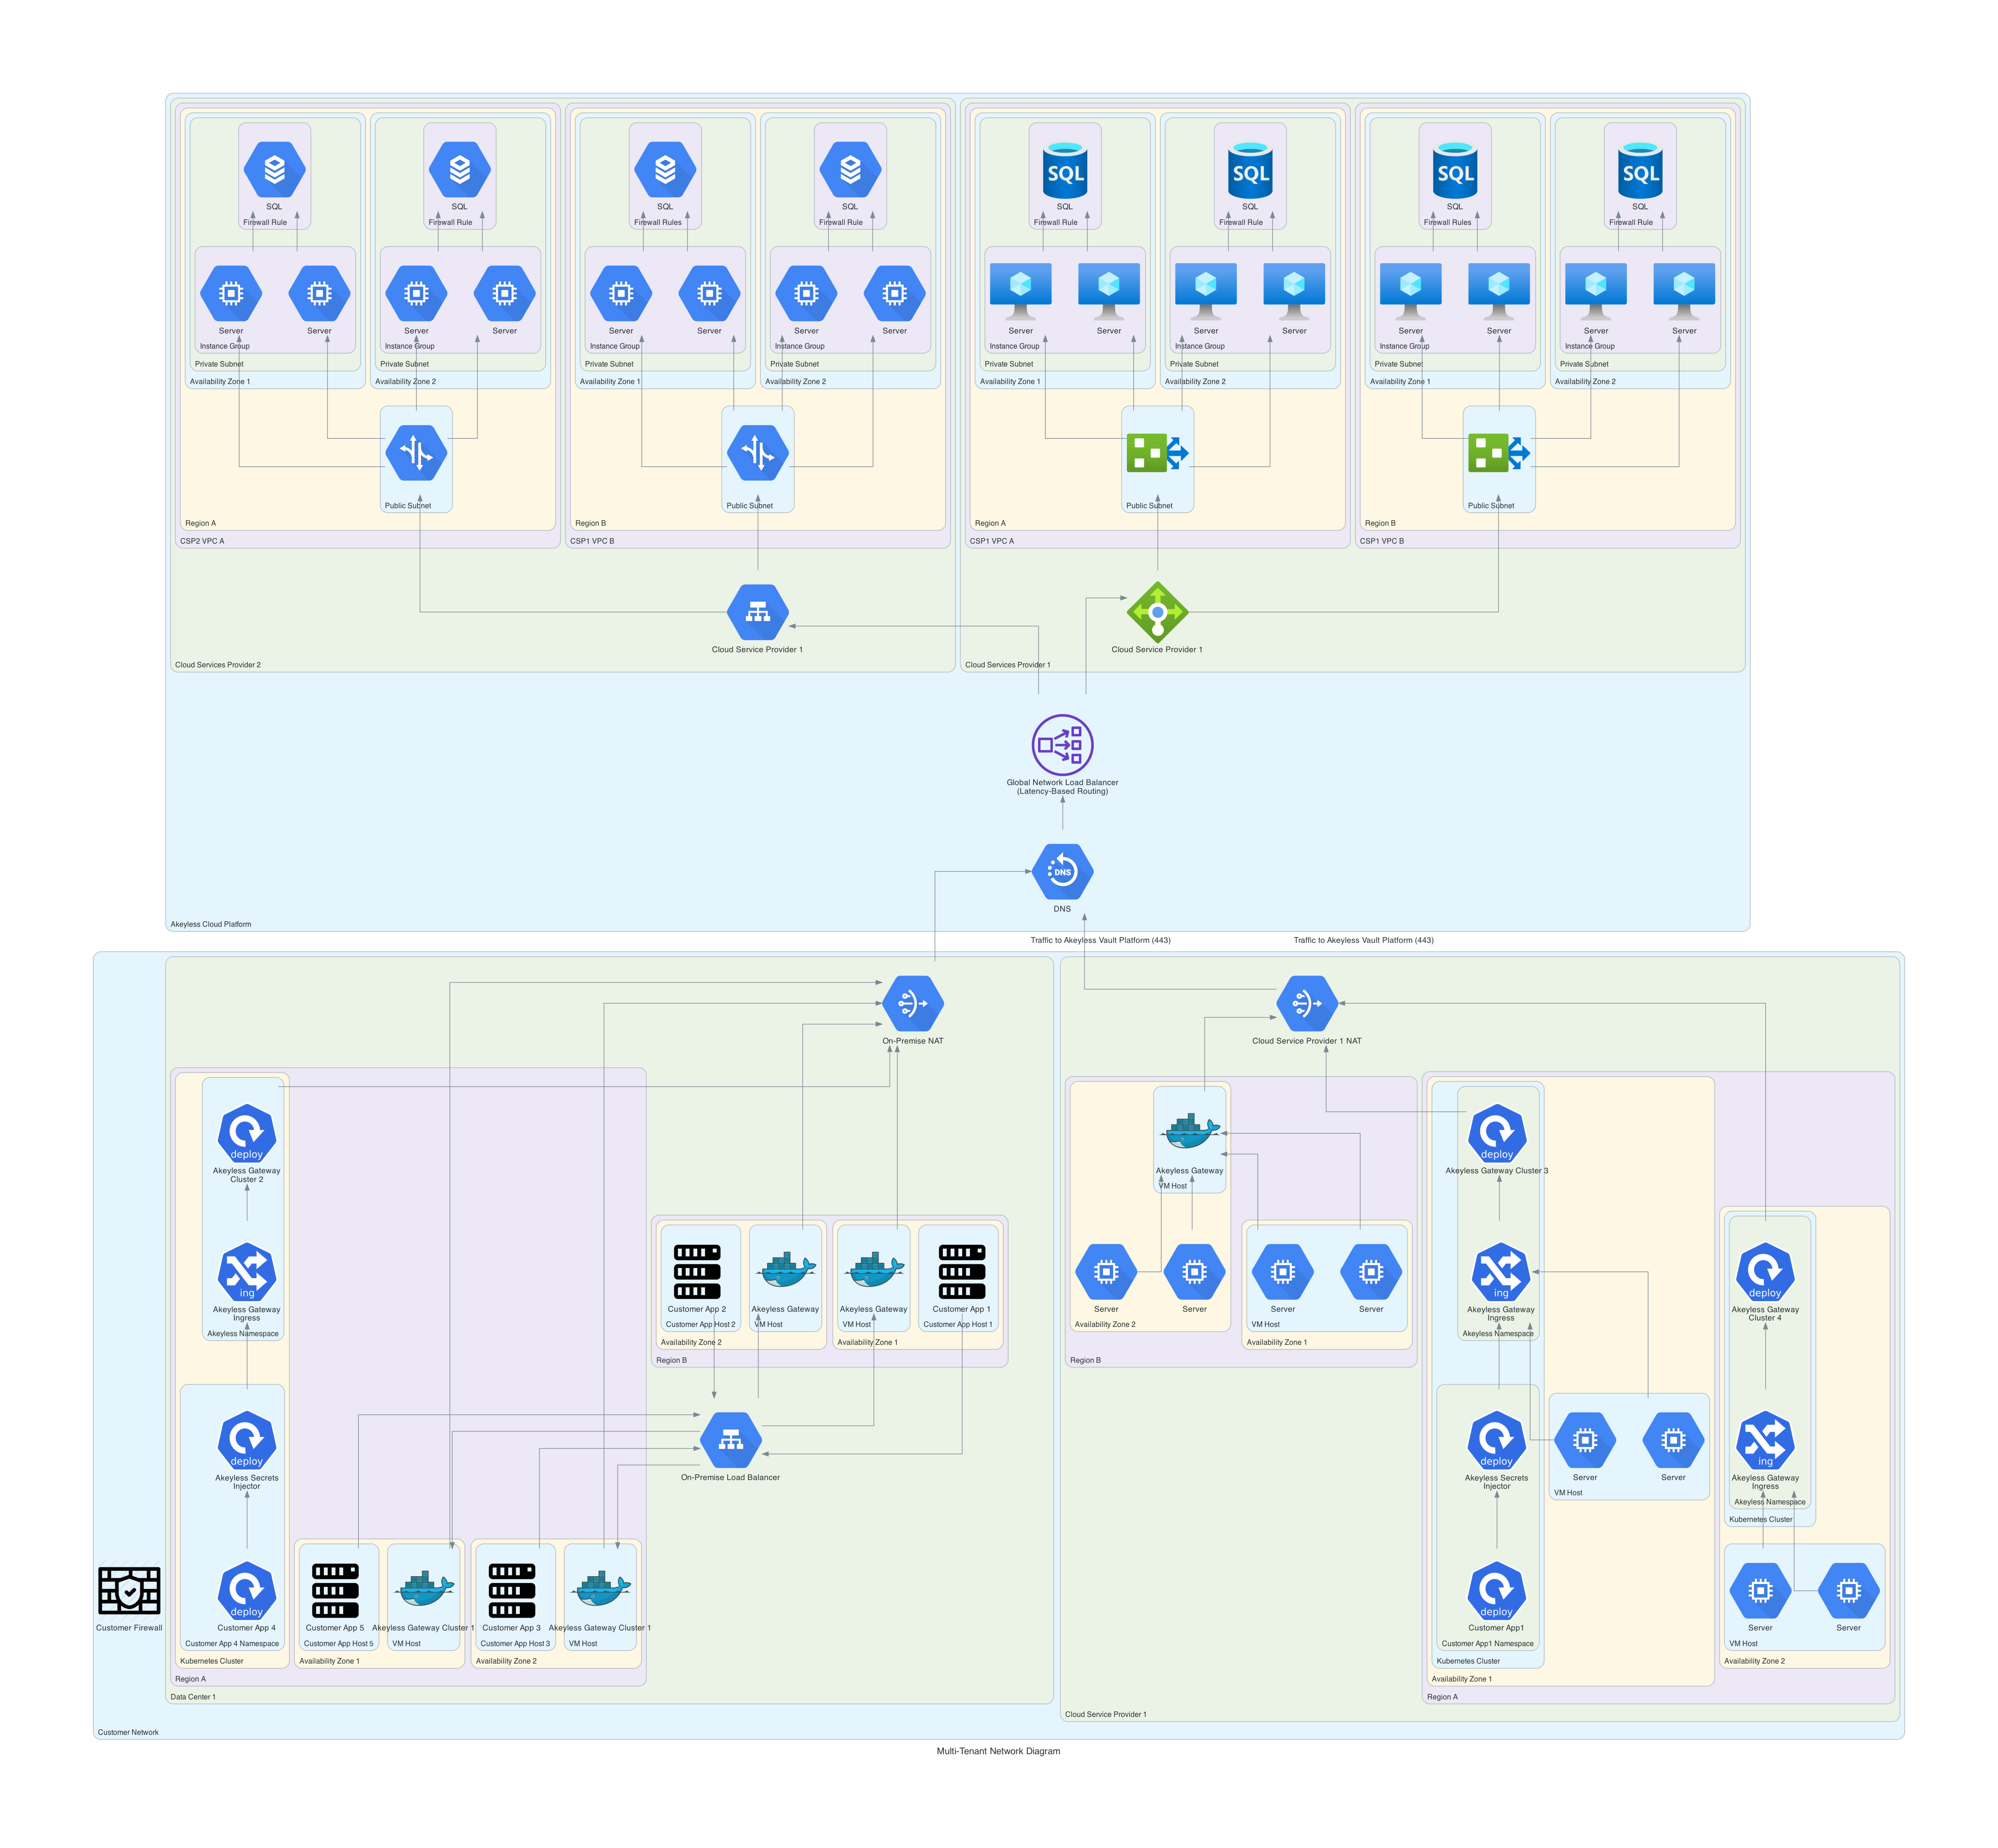 SQL
Firewall Rule
SQL
Firewall Rule
SQL
Firewall Rules
SQL
Firewall Rule
SQL
SQL
Firewall Rule
SQL
SQL
Firewall Rule
SQL
SQL
Firewall Rules
SQL
SQL
Firewall Rule
Server
Server
Instance Group
Private Subnet
Availability Zone 1
Server
Server
Instance Group
Private Subnet
Availability Zone 2
Server
Server
Instance Group
Private Subnet
Availability Zone 1
Server
Server
Instance Group
Private Subnet
Availability Zone 2
Server
Server
Instance Group
Private Subnet
Availability Zone 1
Server
Server
Instance Group
Private Subnet
Availability Zone 2
Server
Server
Instance Group
Private Subnet
Availability Zone 1
Server
Server
Instance Group
Private Subnet
Availability Zone 2
Public Subnet
Region A
CSP2 VPC A
Public Subnet
Region B
CSP1 VPC B
Public Subnet
Region A
CSP1 VPC A
Public Subnet
Region B
CSP1 VPC B
Cloud Service Provider 1
Cloud Services Provider 2
Cloud Service Provider 1
Cloud Services Provider 1
Global Network Load Balancer
(Latency-Based Routing)
DNS
DNS
Akeyless Cloud Platform
Traffic to Akeyless Vault Platform (443)
Traffic to Akeyless Vault Platform (443)
On-Premise NAT
Cloud Service Provider 1 NAT
deploy
Akeyless Gateway
Cluster 2
ing
Akeyless Gateway
Ingress
Akeyless Namespace
deploy
Akeyless Secrets
Injector
deploy
Customer App 4
Customer App 4 Namespace
Kubernetes Cluster
Customer App 5
Customer App Host 5
Akeyless Gateway Cluster 1
VM Host
Availability Zone 1
Customer App 3
Customer App Host 3
Akeyless Gateway Cluster 1
VM Host
Availability Zone 2
Region A
Customer App 2
Customer App Host 2
Akeyless Gateway
VM Host
Availability Zone 2
Akeyless Gateway
VM Host
Customer App 1
Customer App Host 1
Availability Zone 1
Region B
On-Premise Load Balancer
Data Center 1
Customer Firewall
Akeyless Gateway
VM Host
Server
Server
Availability Zone 2
Server
Server
VM Host
Availability Zone 1
Region B
deploy
Akeyless Gateway Cluster 3
ing
Akeyless Gateway
Ingress
Akeyless Namespace
deploy
Akeyless Secrets
Injector
deploy
Customer App1
Customer App1 Namespace
Kubernetes Cluster
Server
Server
VM Host
Availability Zone 1
deploy
Akeyless Gateway
Cluster 4
ing
Akeyless Gateway
Ingress
Akeyless Namespace
Kubernetes Cluster
Server
Server
VM Host
Availability Zone 2
Region A
Cloud Service Provider 1
Customer Network
Multi-Tenant Network Diagram